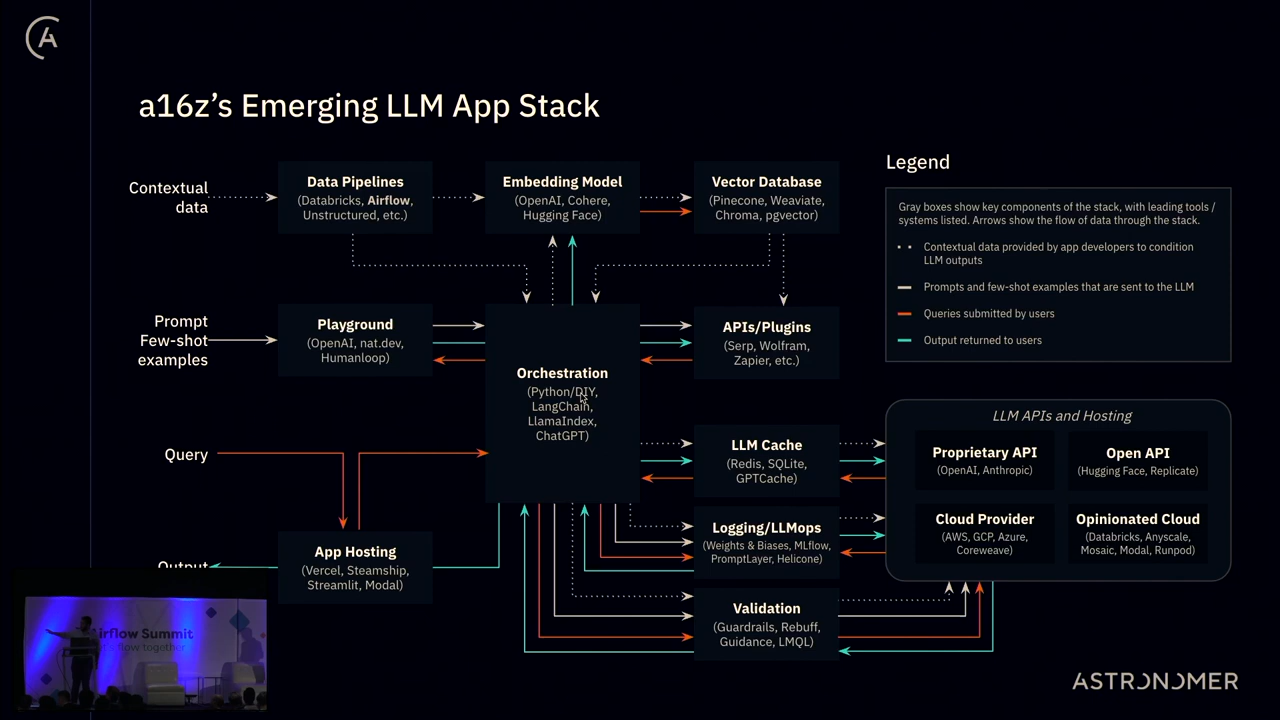 a16z’s Emerging LLM App Stack
Contextual
data
Data Pipelines
(Databricks, Airflow,
Unstructured, etc.)
Embedding Model
(OpenAI, Cohere,
Hugging Face)
Vector Database
(Pinecone, Weaviate,
Chroma, pgvector)
Legend
Gray boxes show key components of the stack, with leading tools /
systems listed. Arrows show the flow of data through the stack.
Contextual data provided by app developers to condition
LLM outputs
Prompts and few-shot examples that are sent to the LLM
Queries submitted by users
Output returned to users
Prompt
Few-shot
examples
Playground
(OpenAI, nat.dev,
Humanloop)
Orchestration
(Python/DIY,
LangChain,
LlamaIndex,
ChatGPT)
APIs/Plugins
(Serp, Wolfram,
Zapier, etc.)
Query
LLM Cache
(Redis, SQLite,
GPTCache)
LLM APIs and Hosting
Proprietary API
(OpenAI, Anthropic)
Open API
(Hugging Face, Replicate)
Cloud Provider
(AWS, GCP, Azure,
Coreweave)
Opinionated Cloud
(Databricks, Anyscale,
Mosaic, Modal, Runpod)
Logging/LLMops
(Weights & Biases, MLflow,
PromptLayer, Helicone)
Output
App Hosting
(Vercel, Steamship,
Streamlit, Modal)
Validation
(Guardrails, Rebuff,
Guidance, LMQL)
Airflow Summit
flow together
ASTRONOMER